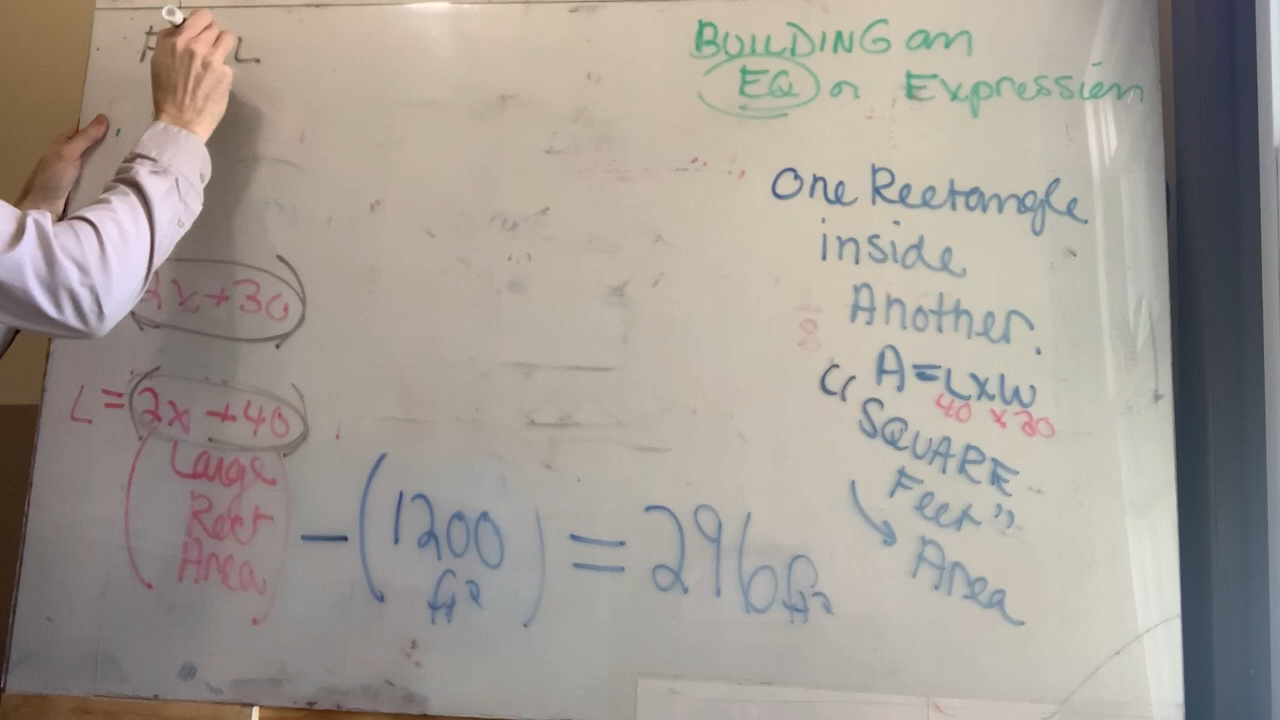 BUILDING an
EQ or Expression
One Rectangle
inside
Another.
A=LxW
40 x 30
"SQUARE
Feet"
Area
2x+30
L=2x+40
Large
Rect
Area
-(1200
ft²)
=296ft²